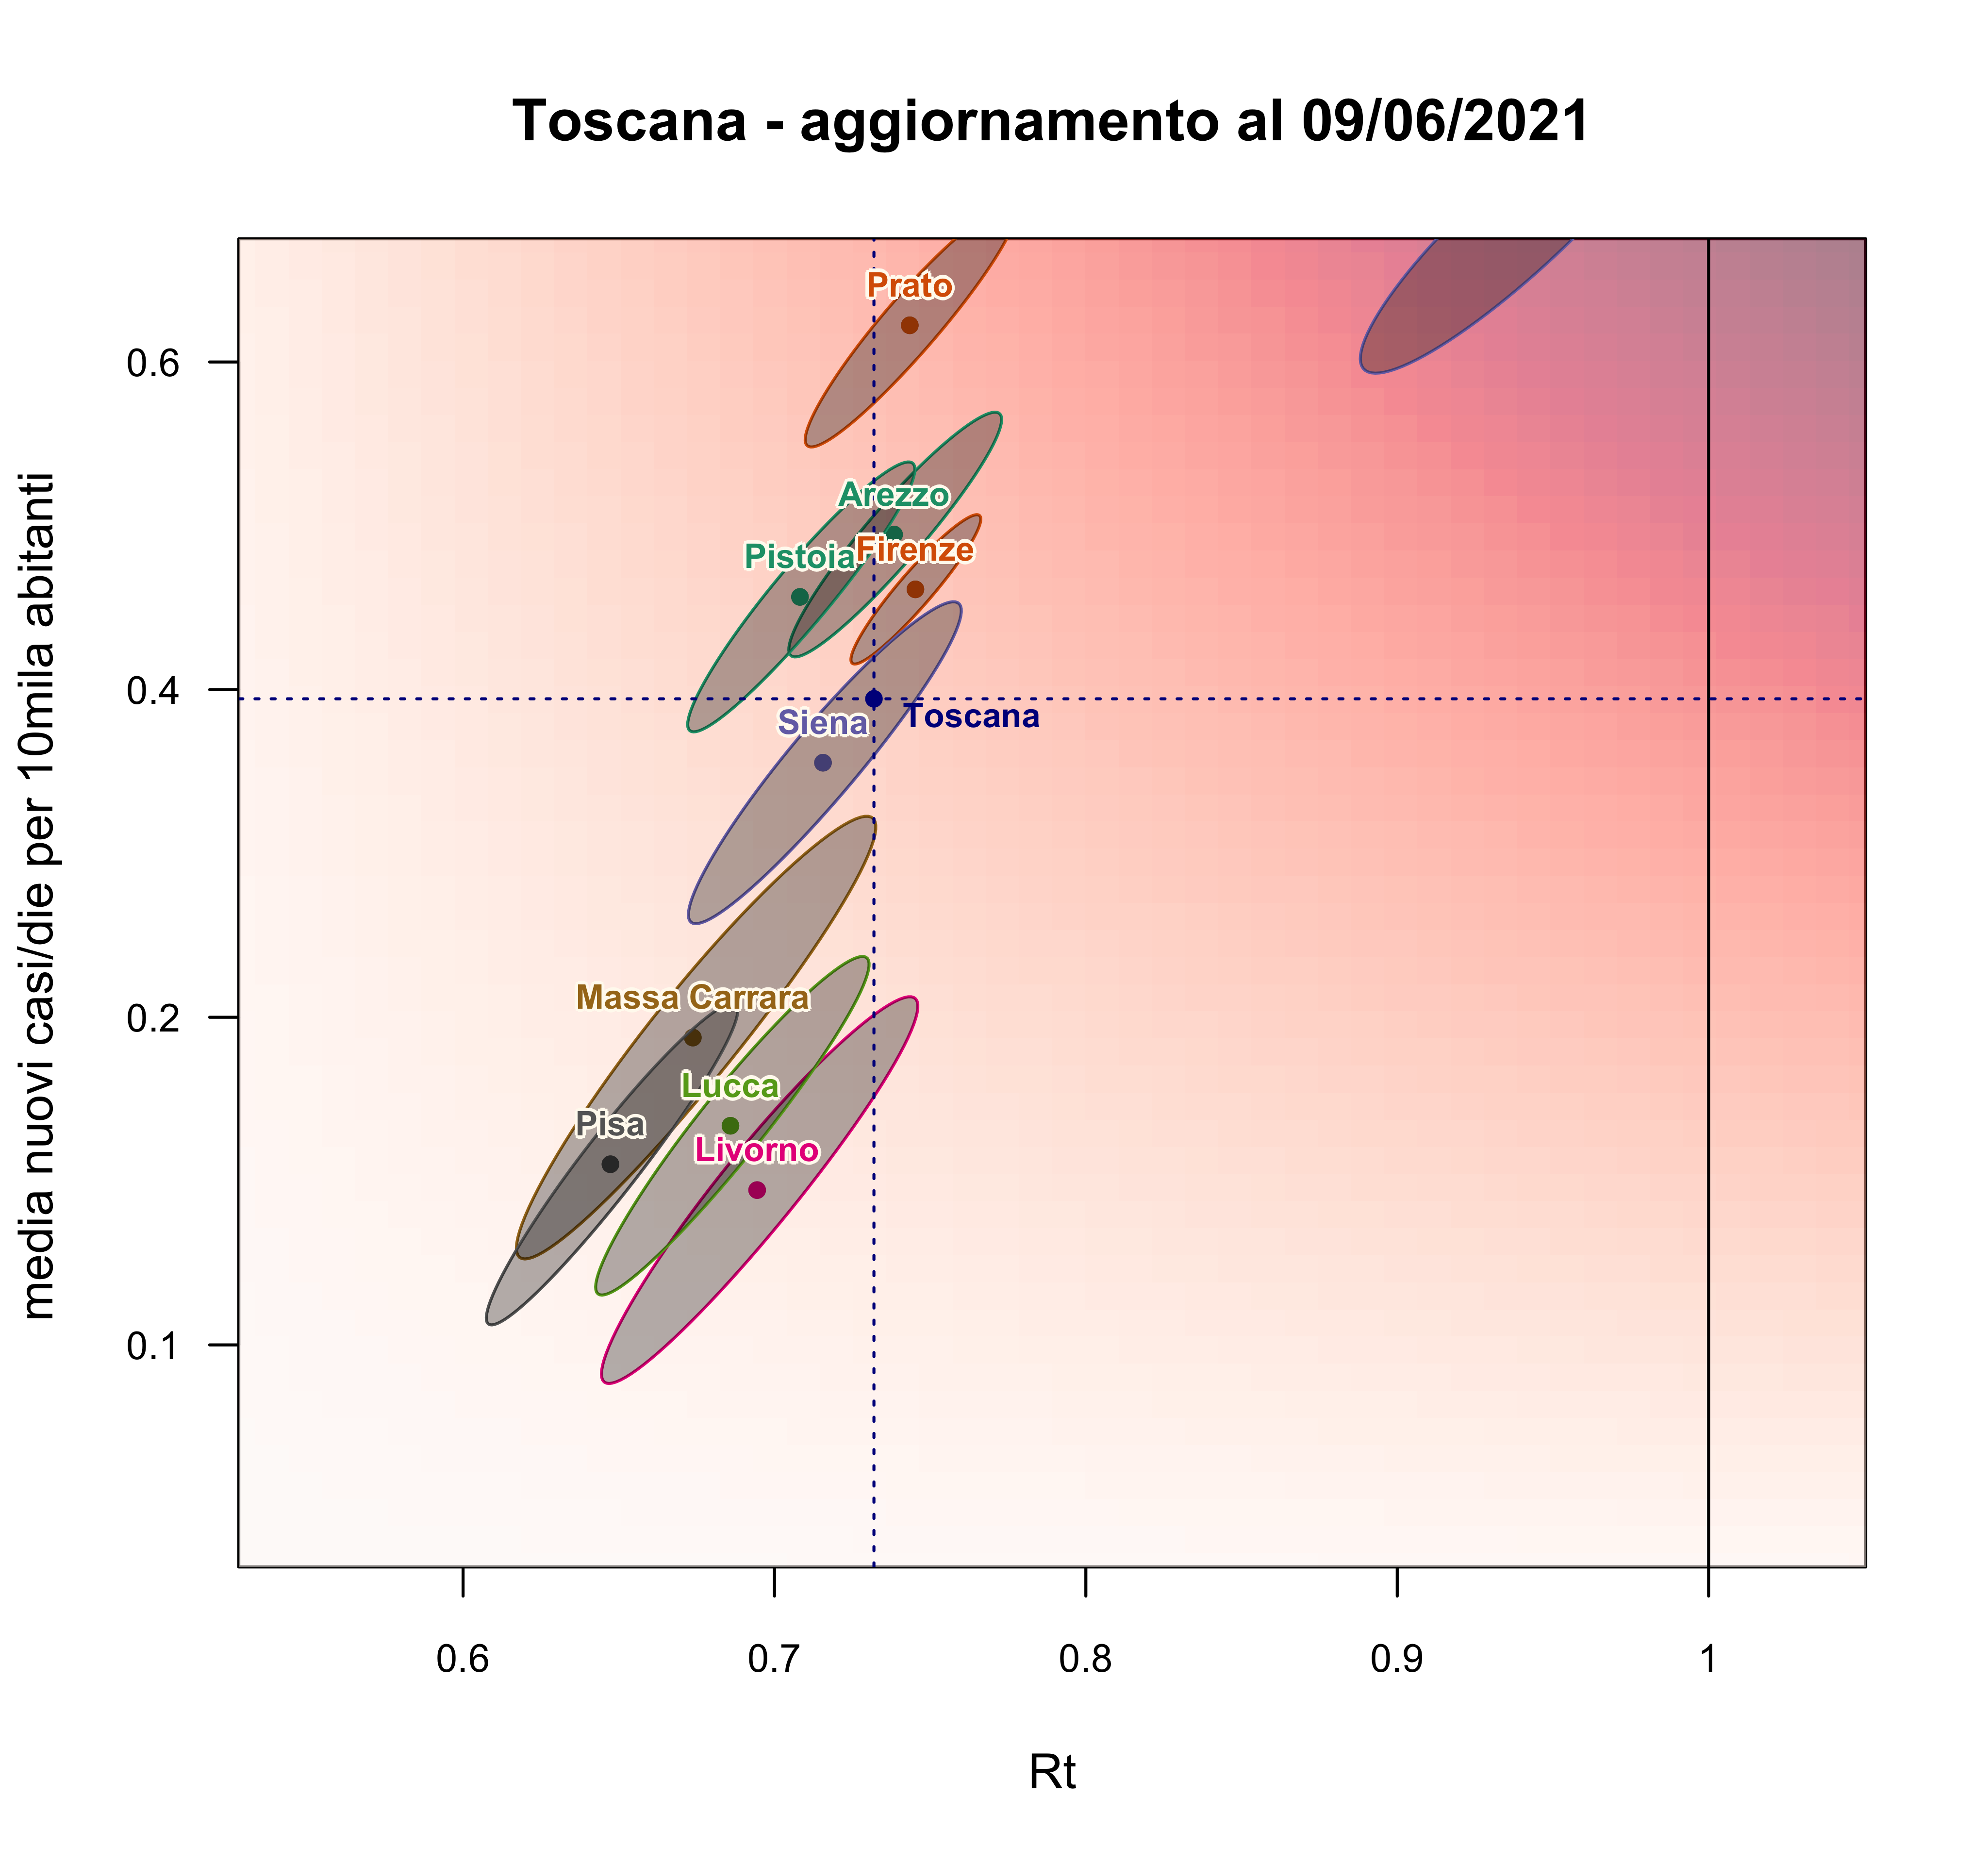 Toscana - aggiornamento al 09/06/2021
media nuovi casi/die per 10mila abitanti
0.6
0.4
0.2
0.1
Prato
Arezzo
Firenze
Pistoia
Toscana
Siena
Massa Carrara
Lucca
Pisa
Livorno
0.6 0.7 0.8 0.9 1
Rt